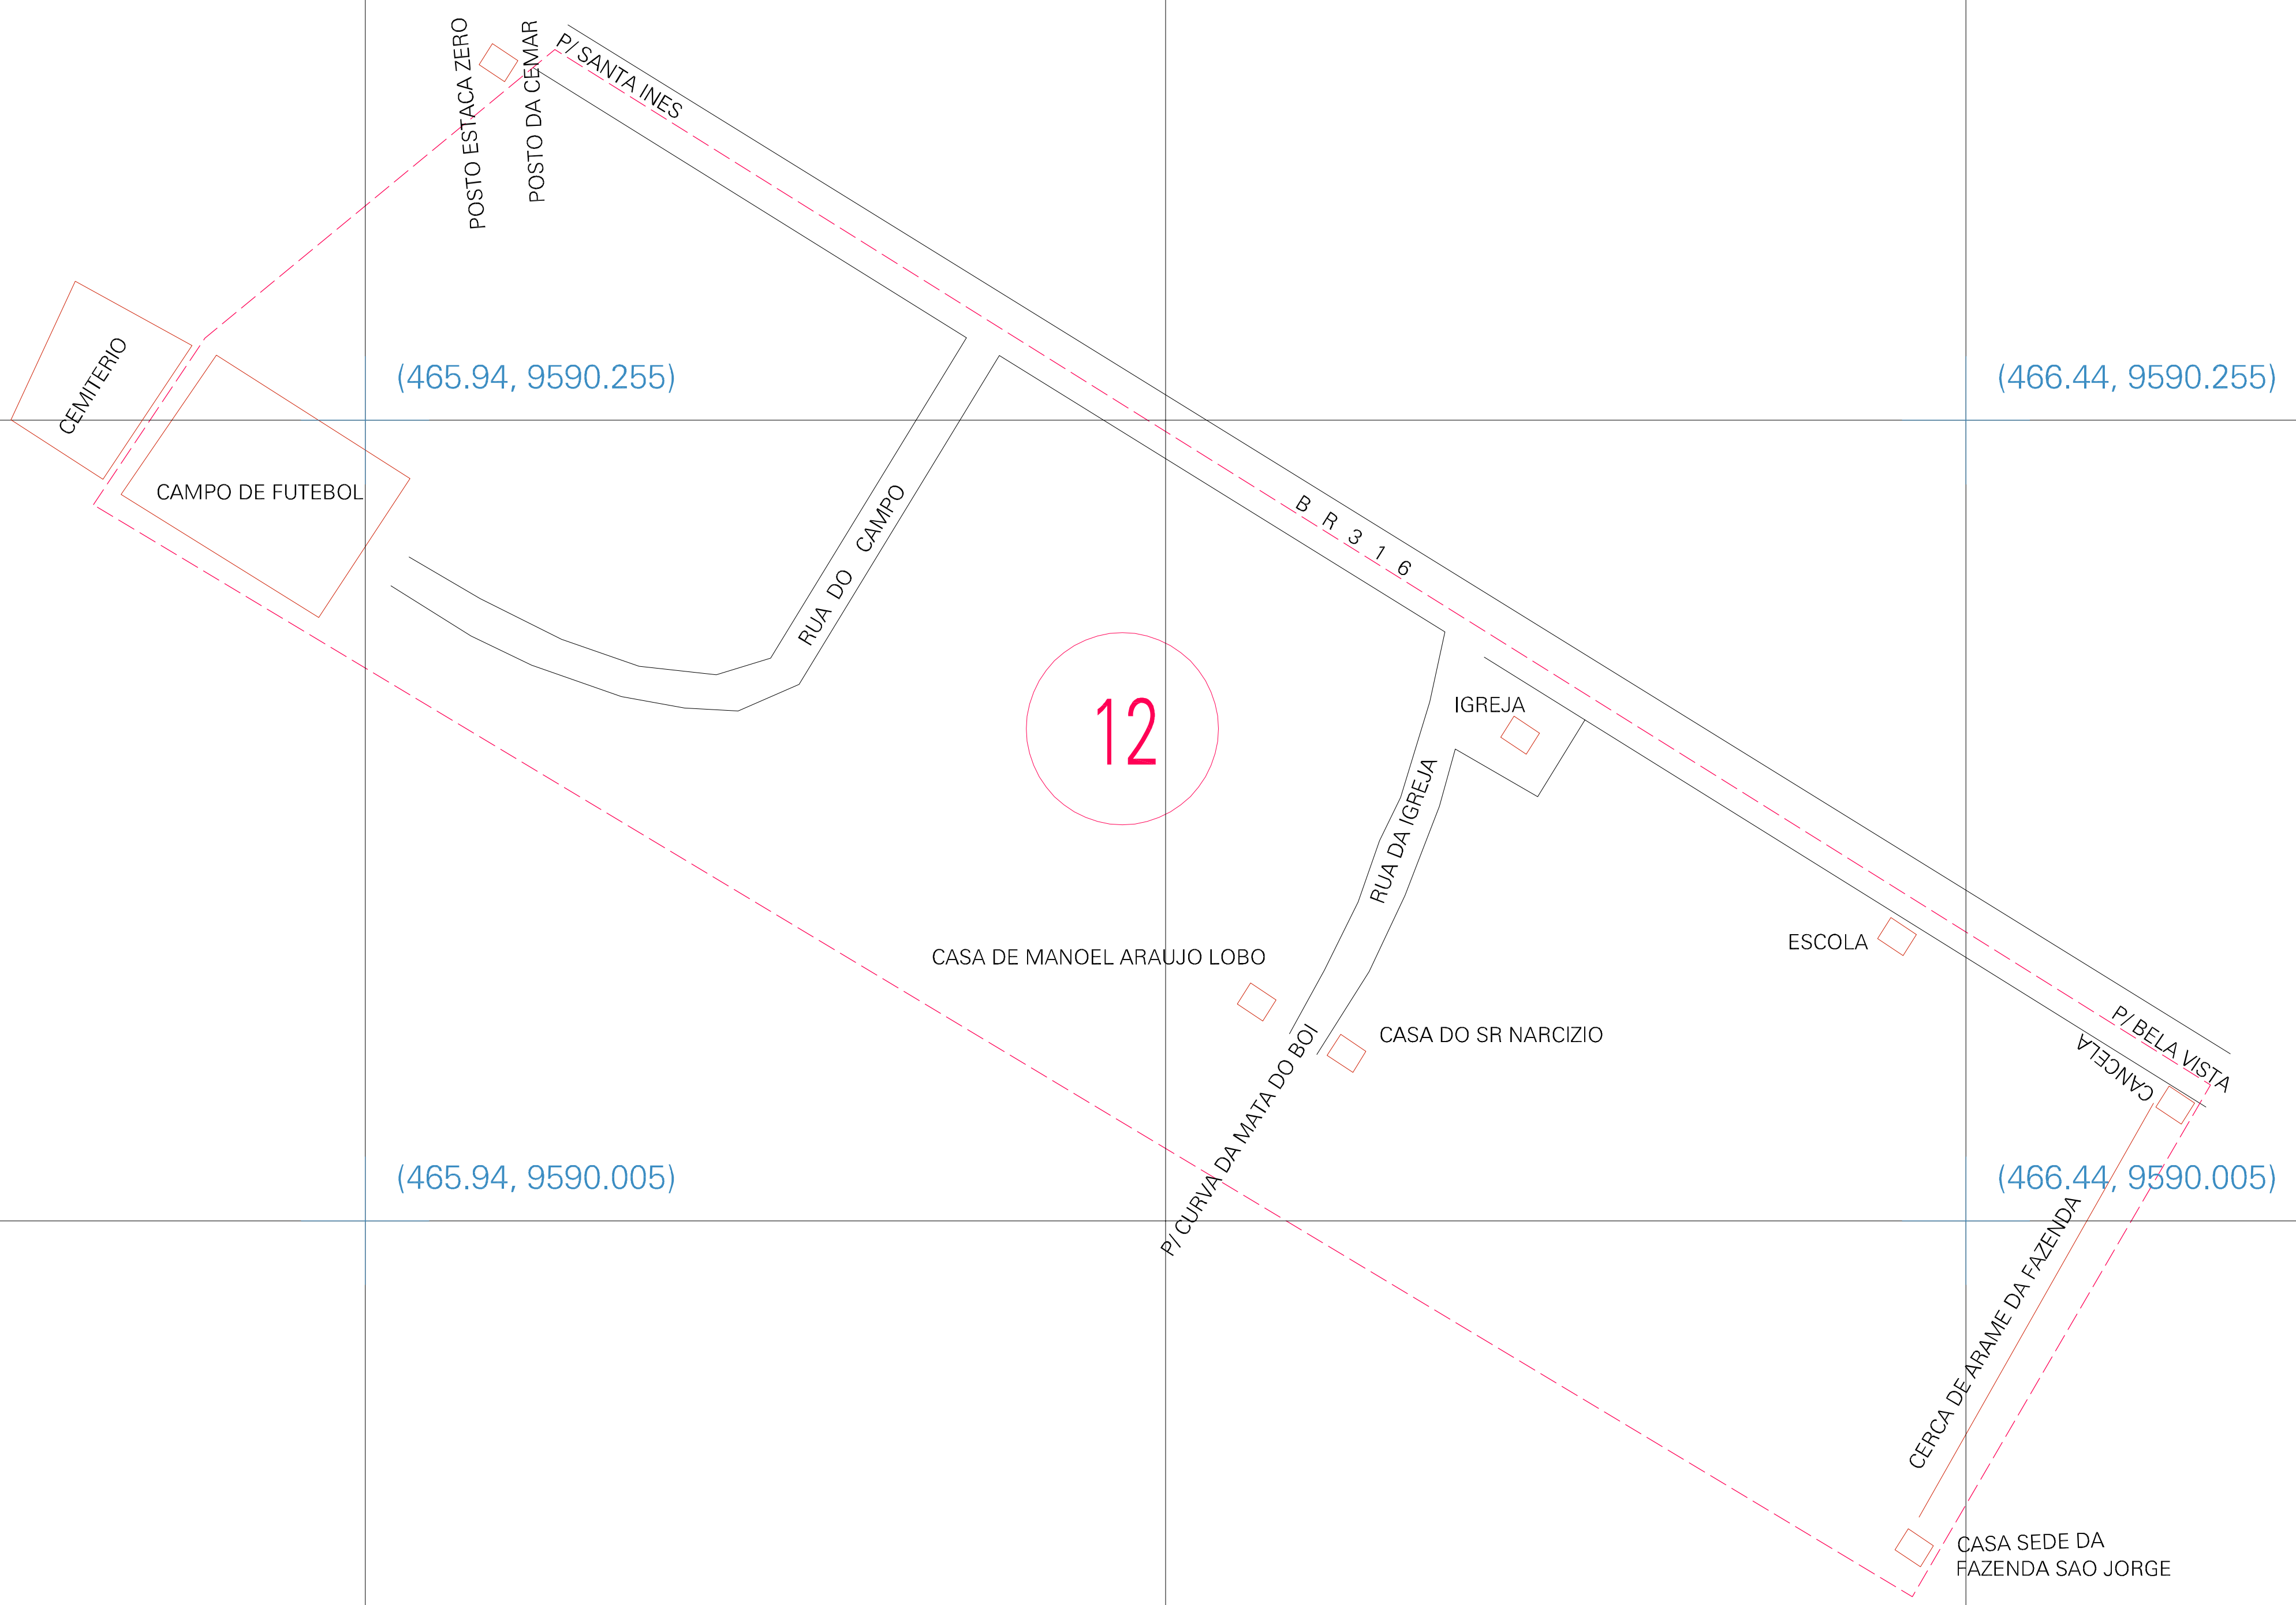 POSTO ESTACA ZERO
POSTO DA CEMAR
P/ SANTA INES
CEMITERIO
(465.94, 9590.255)
(466.44, 9590.255)
CAMPO DE FUTEBOL
RUA DO CAMPO
B R 3 1 6
12
IGREJA
RUA DA IGREJA
ESCOLA
CASA DE MANOEL ARAUJO LOBO
CASA DO SR NARCIZIO
P/ BELA VISTA
CANCELA
P/ CURVA DA MATA DO BOI
(465.94, 9590.005)
(466.44, 9590.005)
CERCA DE ARAME DA FAZENDA
CASA SEDE DA
FAZENDA SAO JORGE